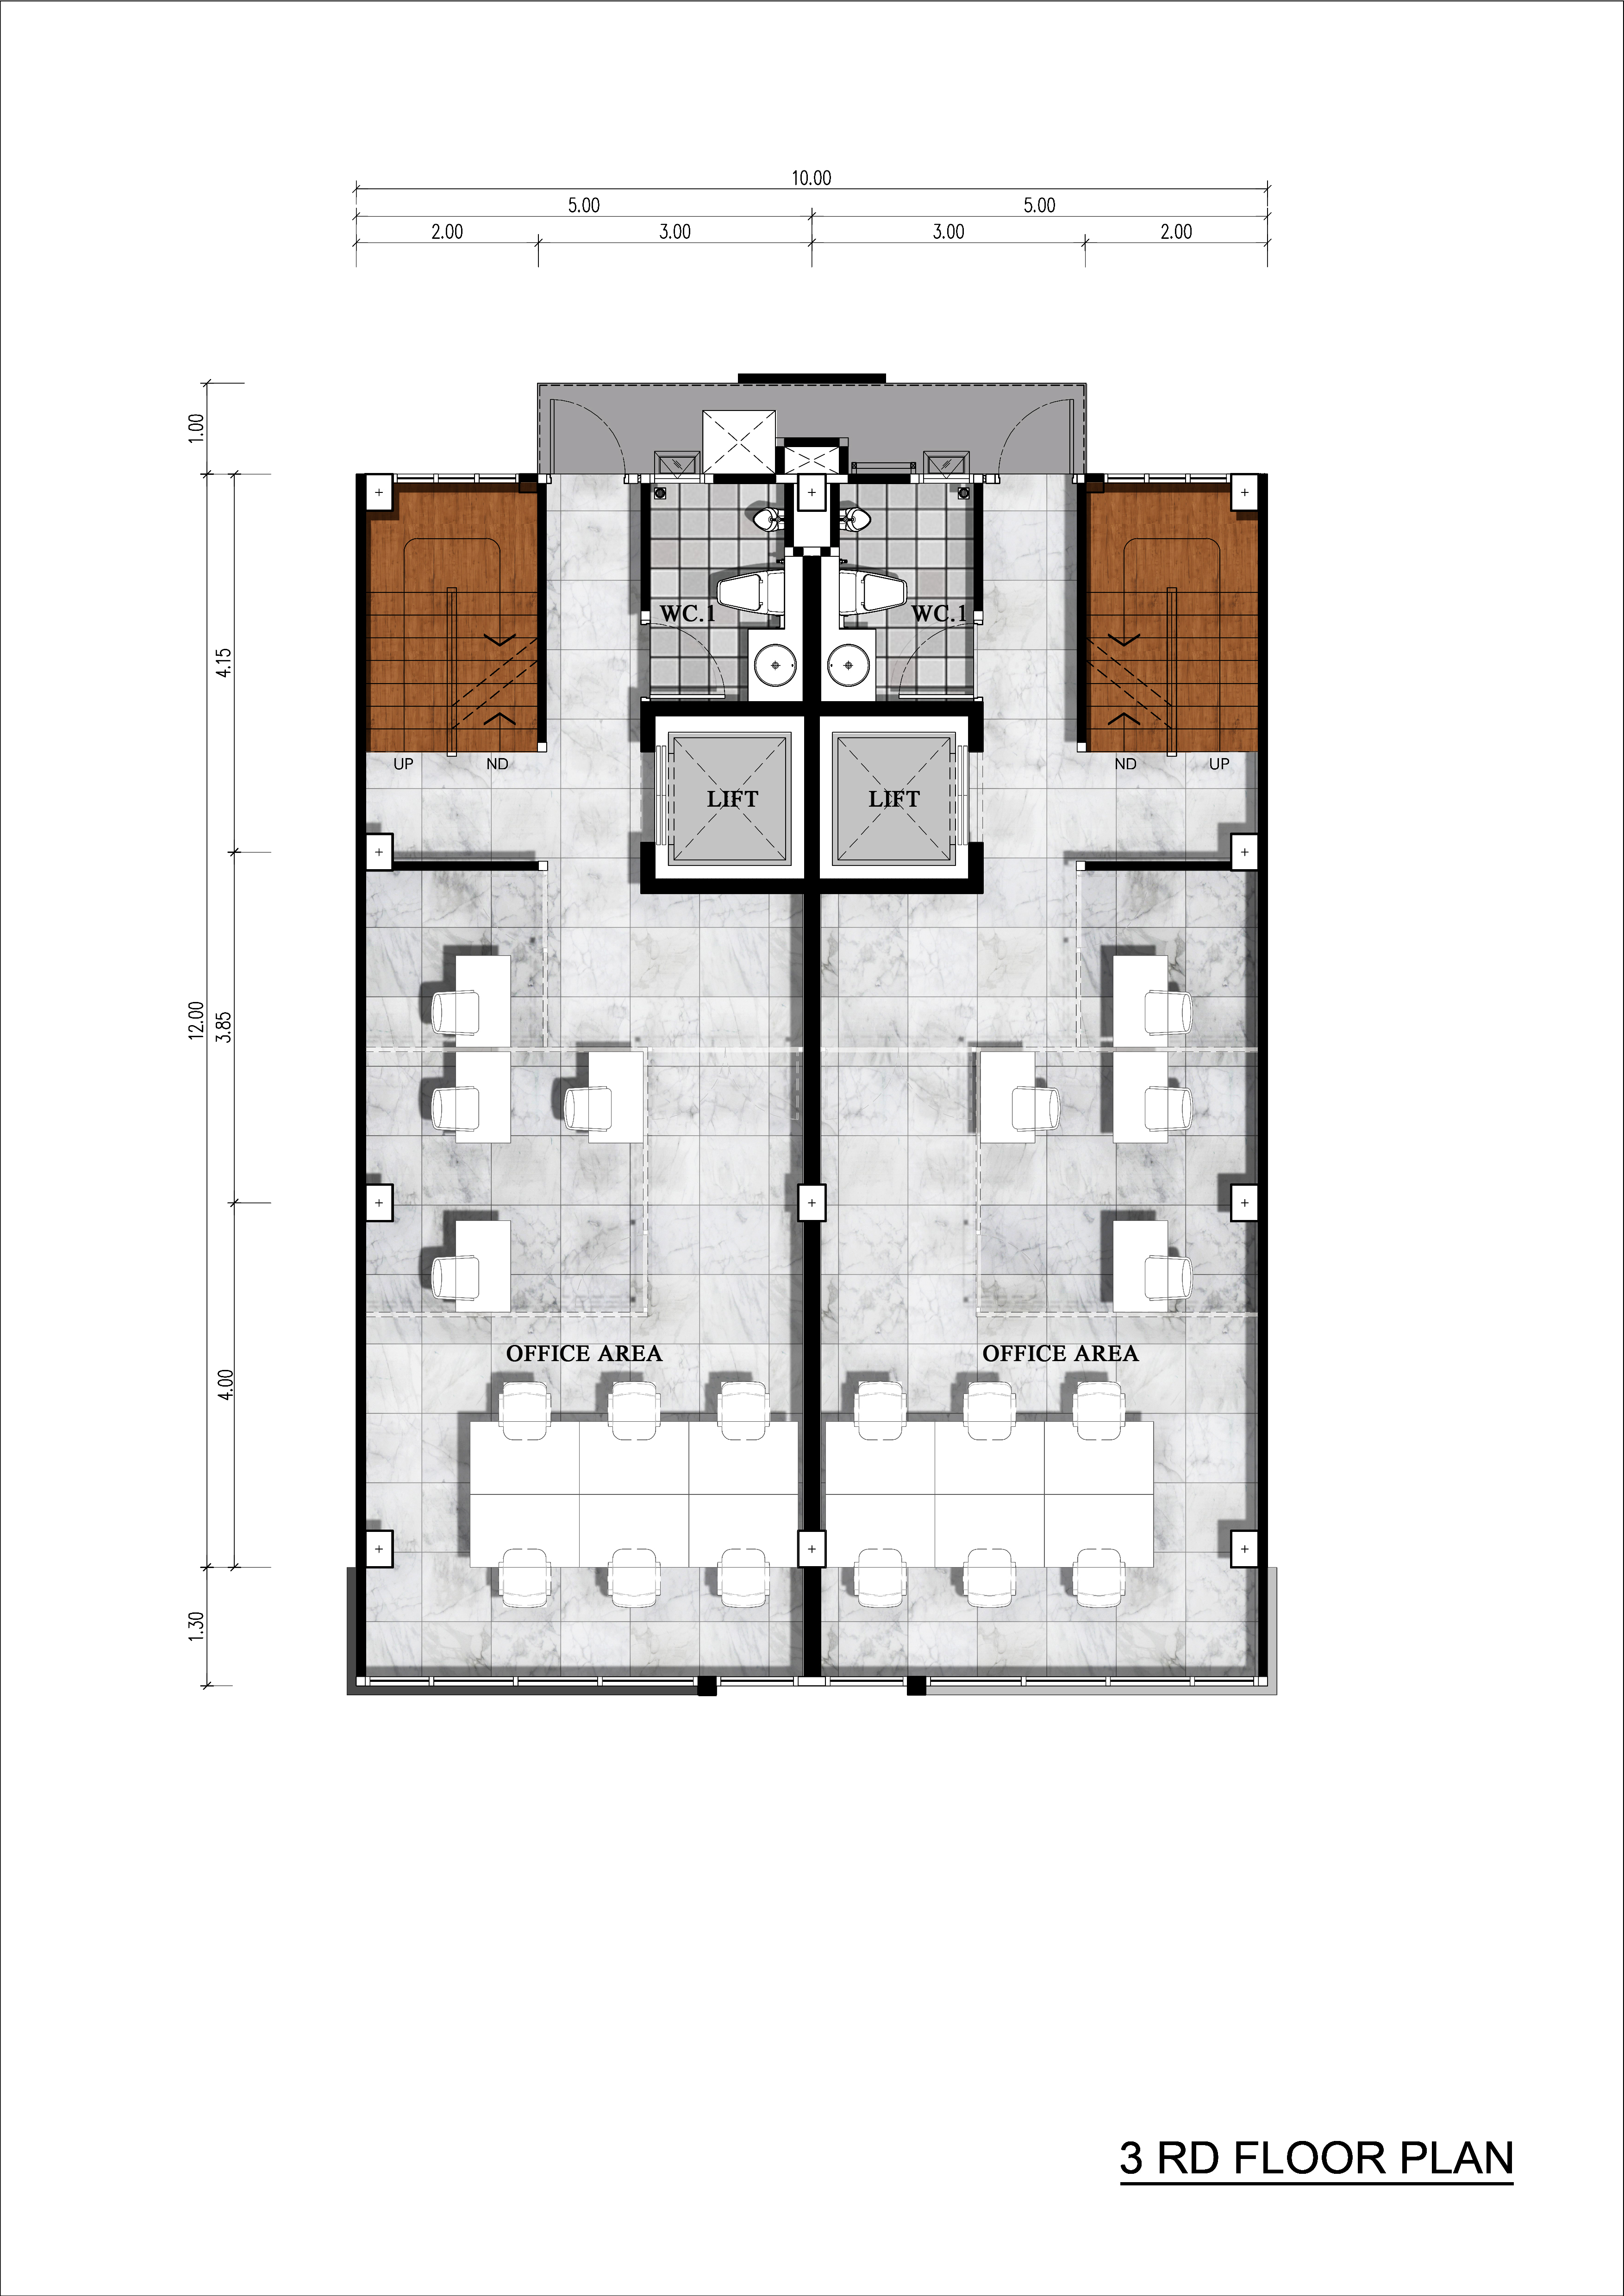 10.00
5.00 5.00
2.00 3.00 3.00 2.00
1.00
4.15
12.00
3.85
4.00
1.30
WC.1 WC.1
UP ND ND UP
LIFT LIFT
OFFICE AREA OFFICE AREA
3 RD FLOOR PLAN